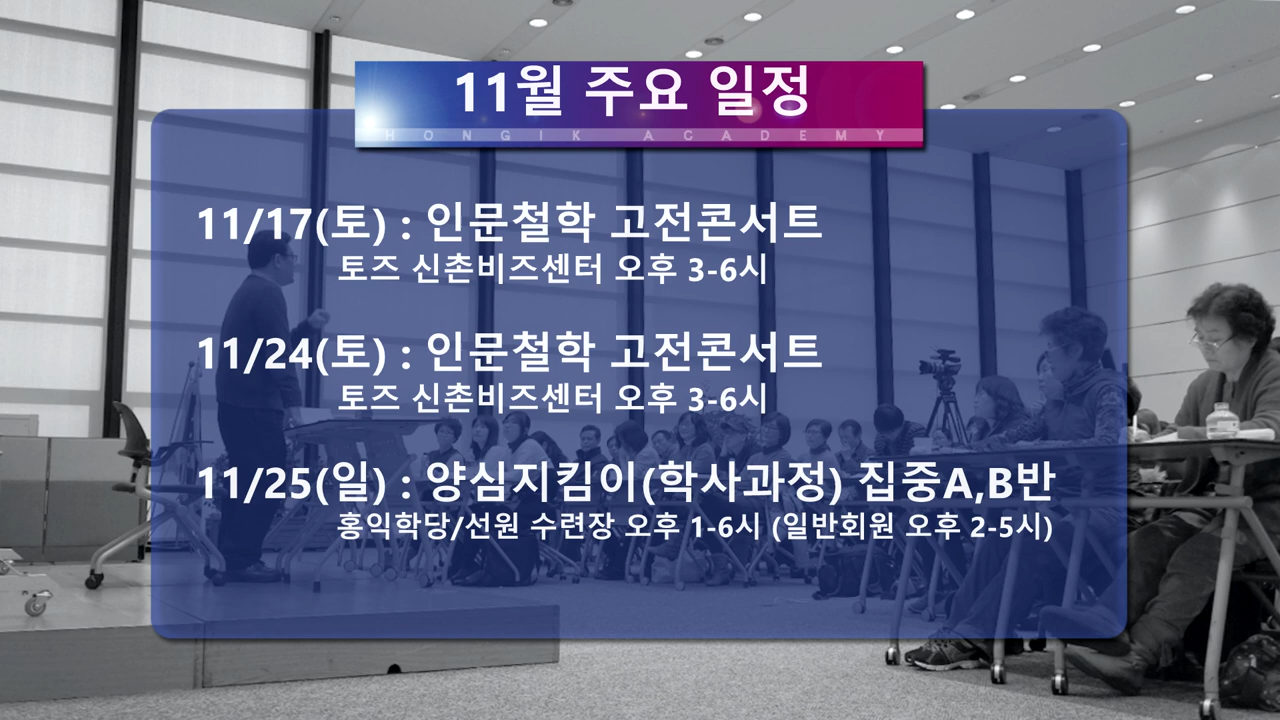 11월 주요 일정
HONGIK ACADEMY
11/17(토) : 인문철학 고전콘서트
토즈 신촌비즈센터 오후 3-6시
11/24(토) : 인문철학 고전콘서트
토즈 신촌비즈센터 오후 3-6시
11/25(일) : 양심지킴이(학사과정) 집중A,B반
홍익학당/선원 수련장 오후 1-6시 (일반회원 오후 2-5시)